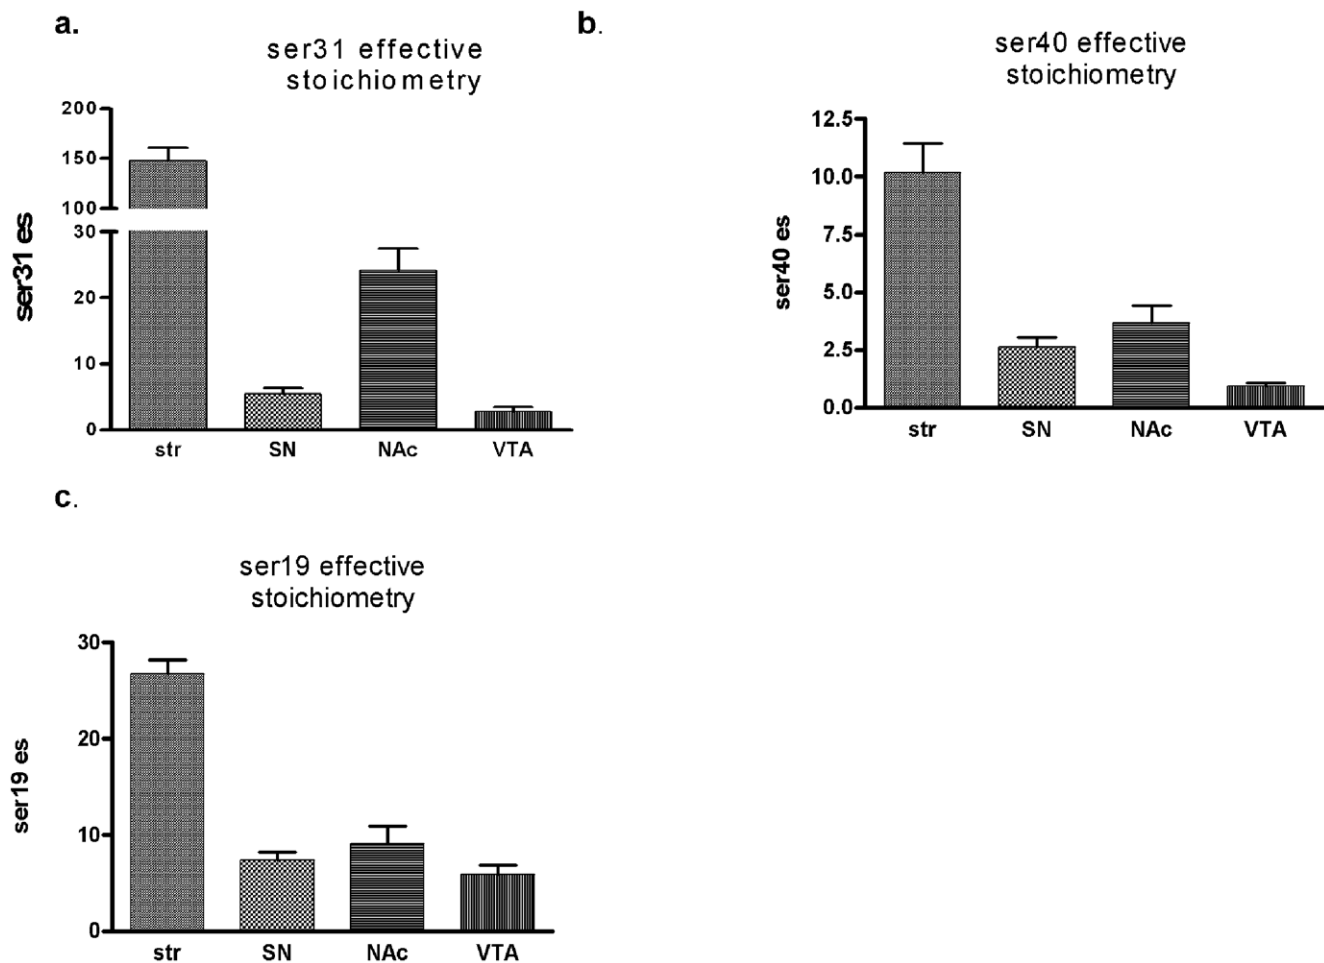 a.
ser31 effective
stoichiometry
200
150
100
30
20
10
0
ser31 es
str SN NAc VTA
b.
ser40 effective
stoichiometry
12.5
10.0
7.5
5.0
2.5
0.0
ser40 es
str SN NAc VTA
c.
ser19 effective
stoichiometry
30
20
10
0
ser19 es
str SN NAc VTA